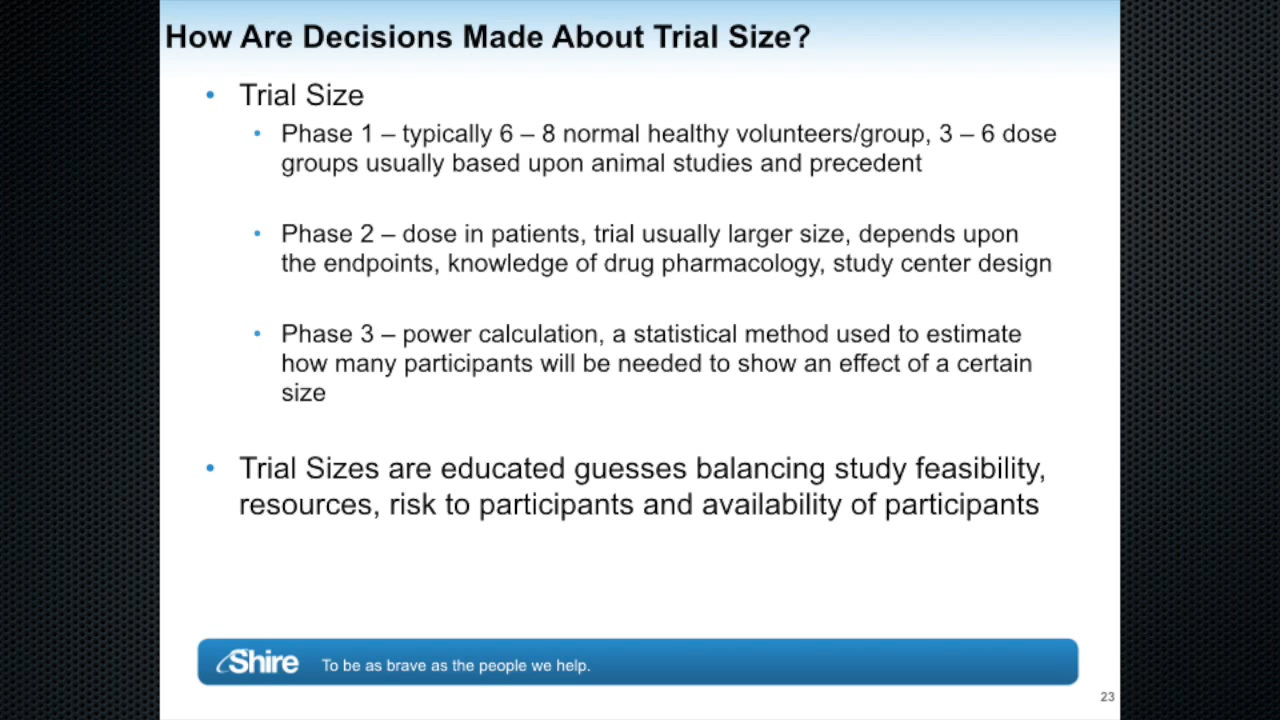 How Are Decisions Made About Trial Size?
• Trial Size
• Phase 1 – typically 6 – 8 normal healthy volunteers/group, 3 – 6 dose
groups usually based upon animal studies and precedent
• Phase 2 – dose in patients, trial usually larger size, depends upon
the endpoints, knowledge of drug pharmacology, study center design
• Phase 3 – power calculation, a statistical method used to estimate
how many participants will be needed to show an effect of a certain
size
• Trial Sizes are educated guesses balancing study feasibility,
resources, risk to participants and availability of participants
Shire To be as brave as the people we help.
23